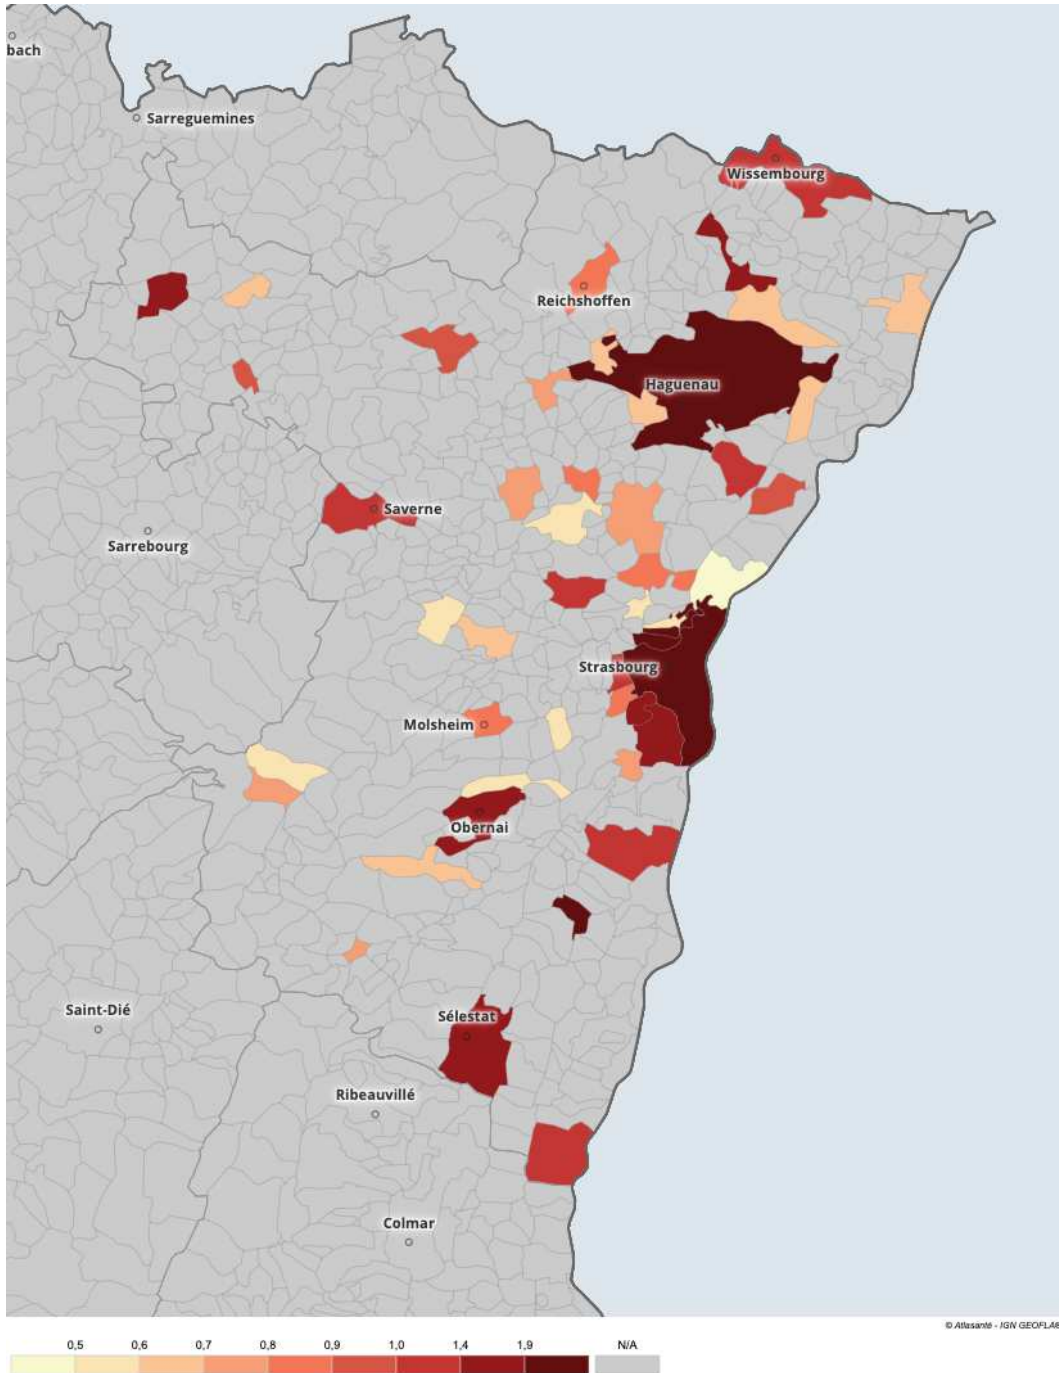 bach
Sarreguemines
Wissembourg
Reichshoffen
Haguenau
Saverne
Sarrebourg
Strasbourg
Molsheim
Obernai
Saint-Dié
Sélestat
Ribeauvillé
Colmar
© Atlasanté - IGN GEOFLA®
0,5 0,6 0,7 0,8 0,9 1,0 1,4 1,9 N/A